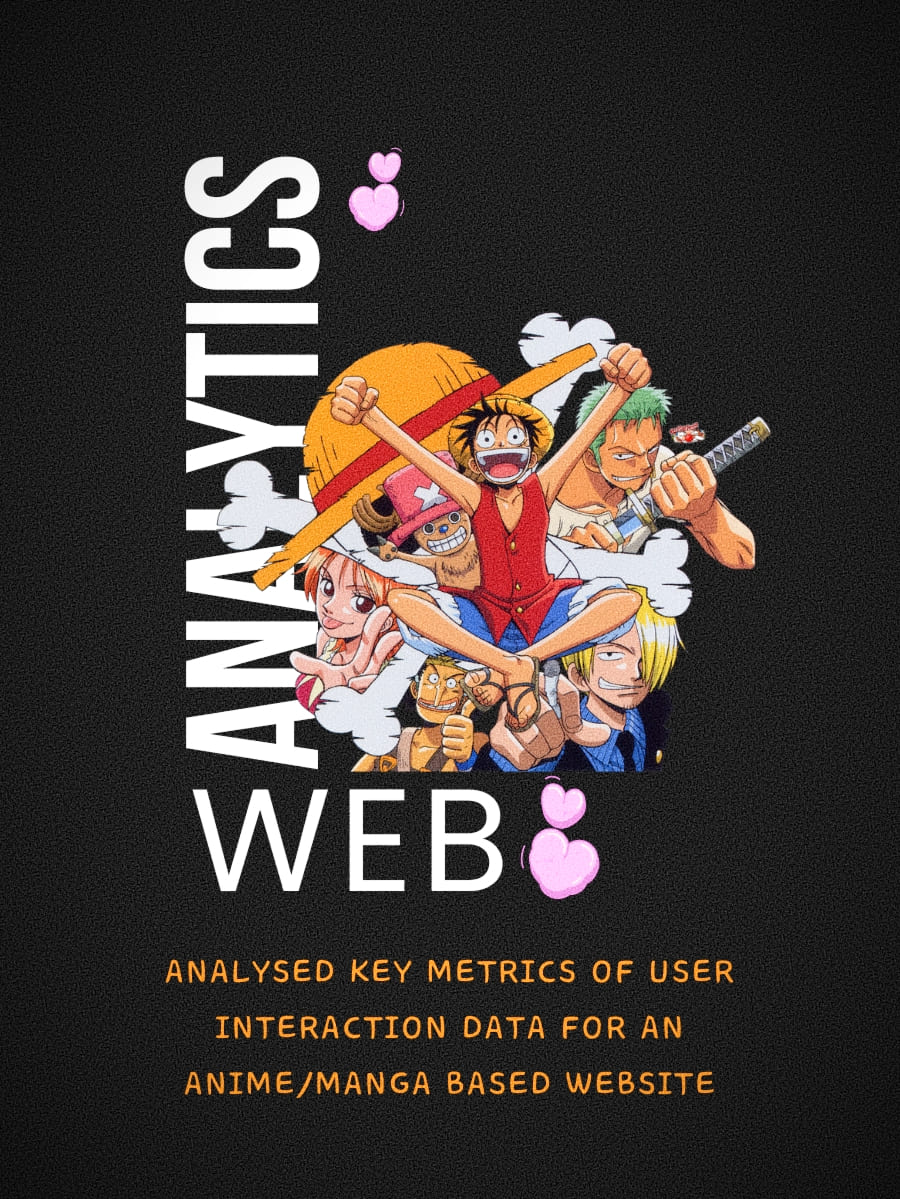 ANALYTICS
WEB
ANALYSED KEY METRICS OF USER
INTERACTION DATA FOR AN
ANIME/MANGA BASED WEBSITE